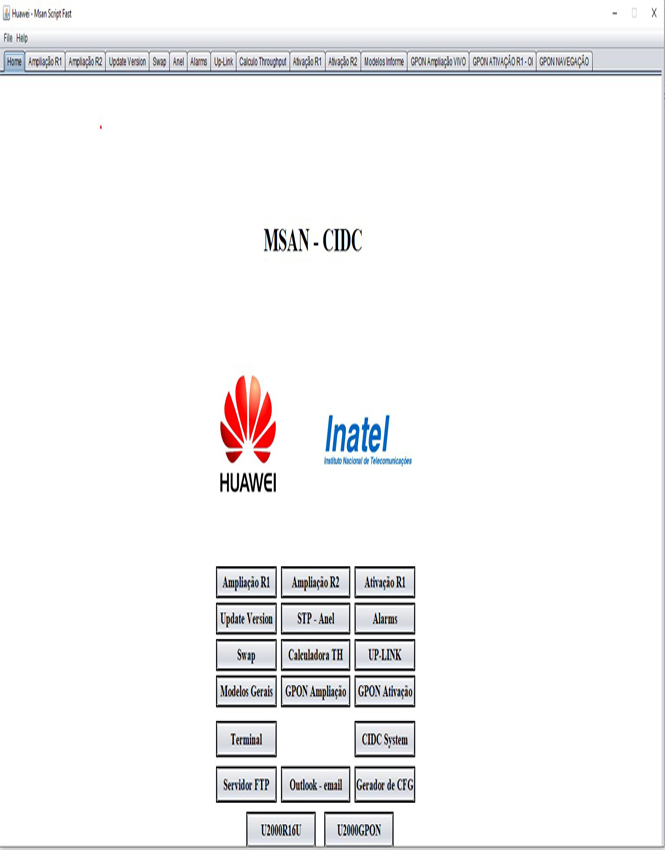 Huawei - Msan Script Fast
File Help
Home Ampliação R1 Ampliação R2 Update Version Swap Anel Alarms Up-Link Calculo Throughput Ativação R1 Ativação R2 Modelos Informe GPON Ampliação VIVO GPON ATIVAÇÃO R1 - OI GPON NAVEGAÇÃO
MSAN - CIDC
HUAWEI
Inatel
Instituto Nacional de Telecomunicações
Ampliação R1 Ampliação R2 Ativação R1
Update Version STP - Anel Alarms
Swap Calculadora TH UP-LINK
Modelos Gerais GPON Ampliação GPON Ativação
Terminal CIDC System
Servidor FTP Outlook - email Gerador de CFG
U2000R16U U2000GPON